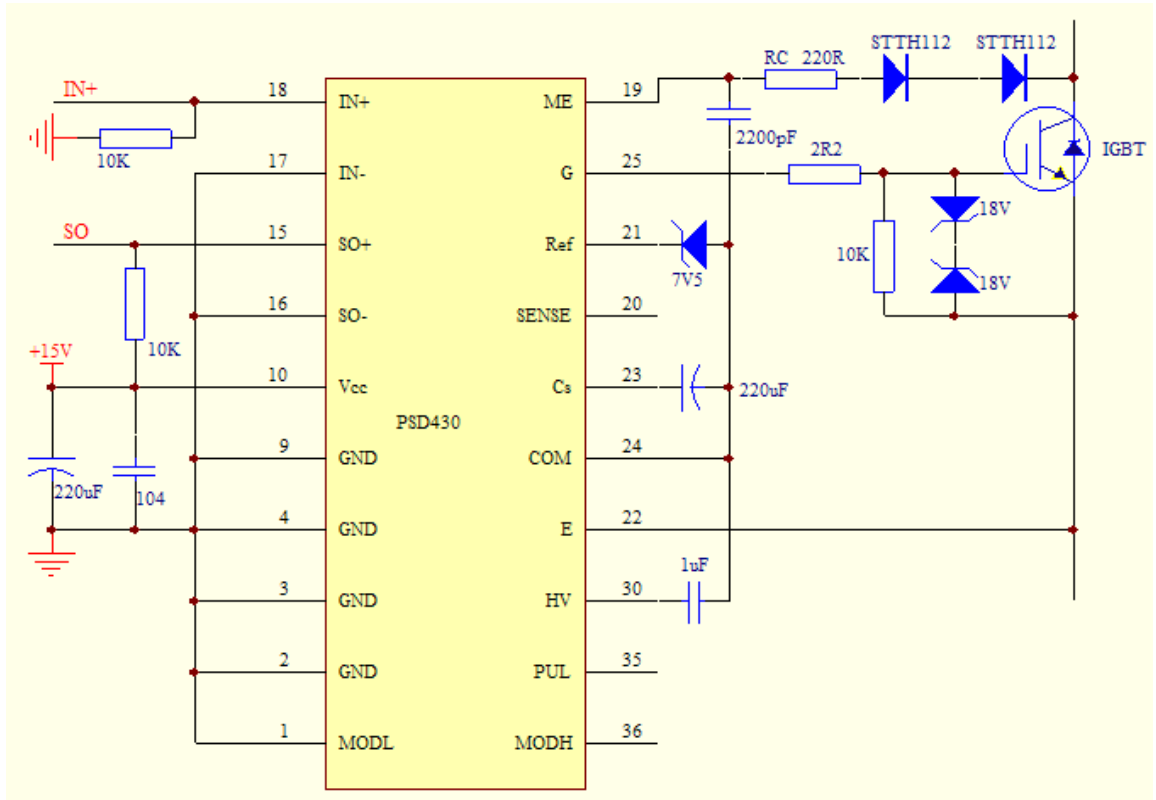 STTH112 STTH112
RC 220R
IN+ 18 IN+ ME 19
2200pF
10K
IGBT
17 IN- G 25 2R2
SO 15 SO+ Ref 21 18V
7V5 10K
16 SO- SENSE 20 18V
10K
+15V
10 Vcc Cs 23 220uF
PSD430
9 GND COM 24
220uF 104
4 GND E 22
1uF
3 GND HV 30
2 GND PUL 35
1 MODL MODH 36